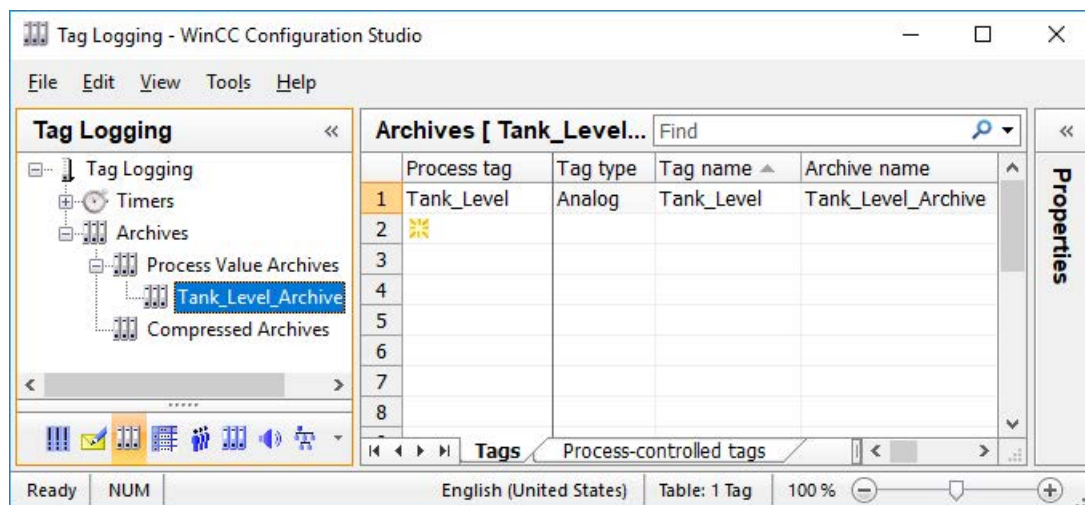 Tag Logging - WinCC Configuration Studio
File Edit View Tools Help
Tag Logging «
Tag Logging
Timers
Archives
Process Value Archives
Tank_Level_Archive
Compressed Archives
Archives [ Tank_Level... Find
Process tag Tag type Tag name Archive name
1 Tank_Level Analog Tank_Level Tank_Level_Archive
2
3
4
5
6
7
8
Tags Process-controlled tags
«
Properties
Ready NUM English (United States) Table: 1 Tag 100 %